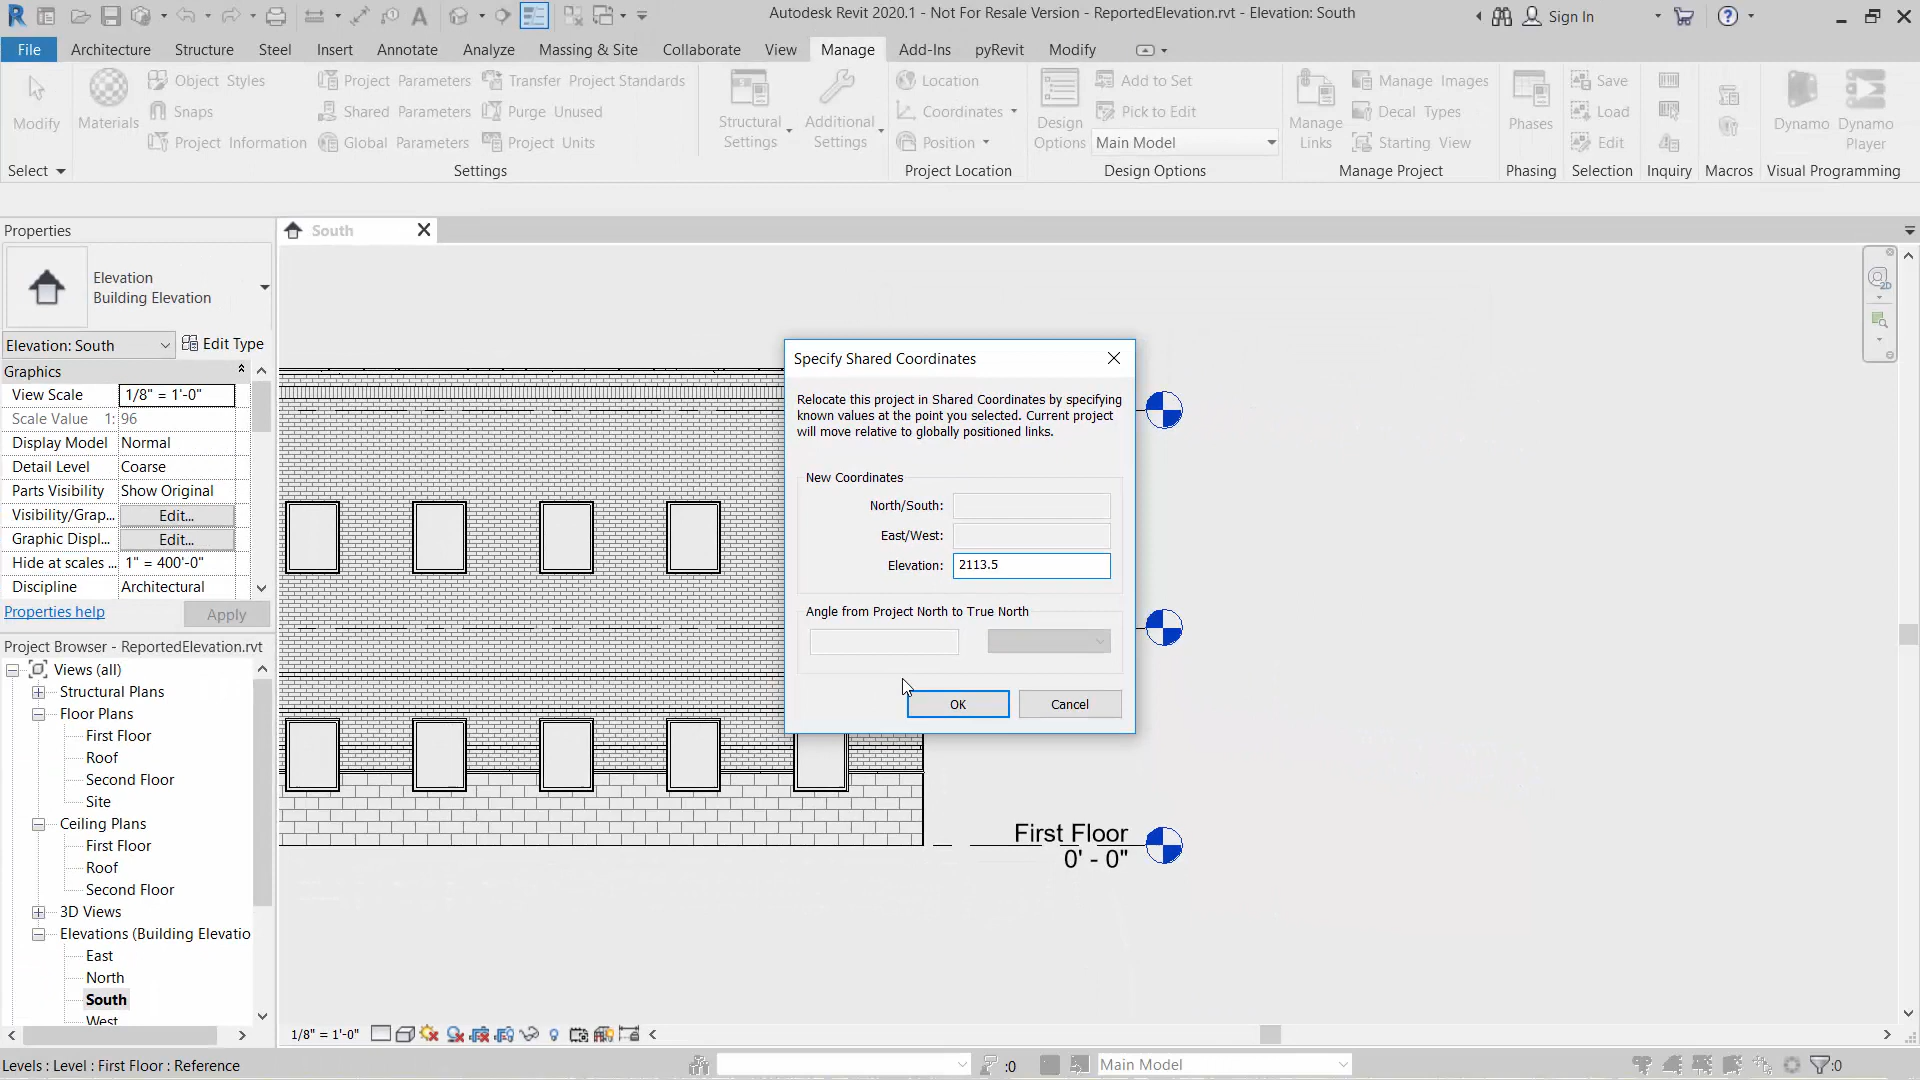 Autodesk Revit 2020.1 - Not For Resale Version - ReportedElevation.rvt - Elevation: South
Sign In
File Architecture Structure Steel Insert Annotate Analyze Massing & Site Collaborate View Manage Add-Ins pyRevit Modify
Modify
Materials
Object Styles
Snaps
Project Information
Project Parameters
Shared Parameters
Global Parameters
Transfer Project Standards
Purge Unused
Project Units
Structural Settings
Additional Settings
Location
Coordinates
Position
Design Options
Add to Set
Pick to Edit
Main Model
Manage Links
Manage Images
Decal Types
Starting View
Phases
Save
Load
Edit
Dynamo
Dynamo Player
Select
Settings
Project Location
Design Options
Manage Project
Phasing
Selection
Inquiry
Macros
Visual Programming
Properties
South
Elevation
Building Elevation
Elevation: South
Edit Type
Graphics
View Scale 1/8" = 1'-0"
Scale Value 1: 96
Display Model Normal
Detail Level Coarse
Parts Visibility Show Original
Visibility/Grap... Edit...
Graphic Displ... Edit...
Hide at scales ... 1" = 400'-0"
Discipline Architectural
Properties help
Apply
Project Browser - ReportedElevation.rvt
Views (all)
Structural Plans
Floor Plans
First Floor
Roof
Second Floor
Site
Ceiling Plans
First Floor
Roof
Second Floor
3D Views
Elevations (Building Elevatio
East
North
South
West
Specify Shared Coordinates
Relocate this project in Shared Coordinates by specifying
known values at the point you selected. Current project
will move relative to globally positioned links.
New Coordinates
North/South:
East/West:
Elevation: 2113.5
Angle from Project North to True North
OK
Cancel
First Floor
0' - 0"
2D
1/8" = 1'-0"
Levels : Level : First Floor : Reference
:0
Main Model
:0